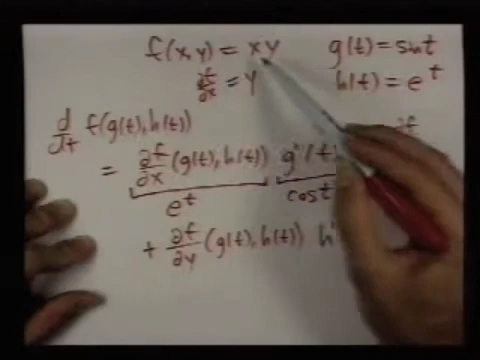 f(x,y) = xy g(t) = sin t
∂f/∂x = y h(t) = e^t
d/dt f(g(t), h(t)) ∂f
= ∂f/∂x (g(t), h(t)) g'(t)
e^t cos t
+ ∂f/∂y (g(t), h(t)) h'